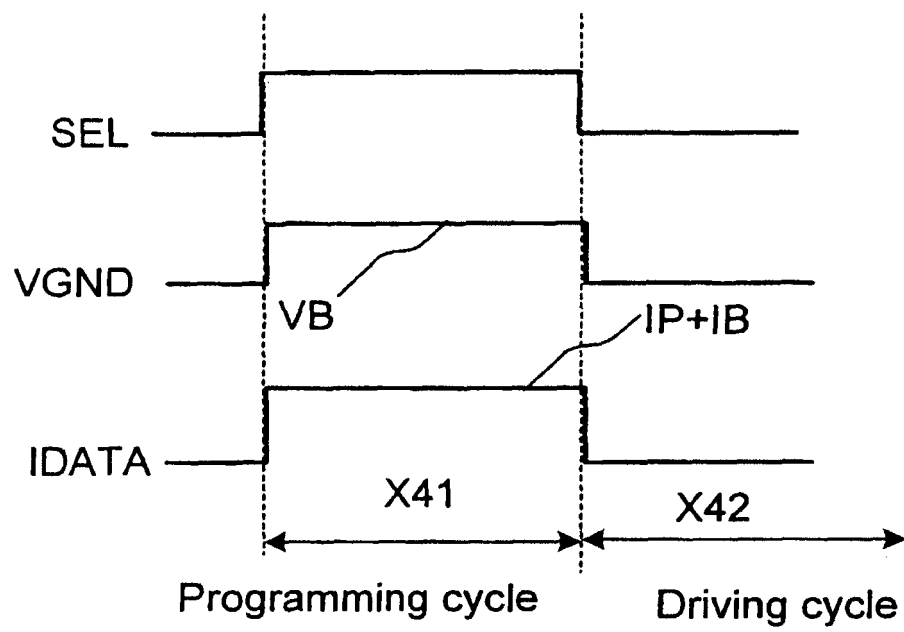 SEL
VGND
VB
IP+IB
IDATA
X41
X42
Programming cycle
Driving cycle